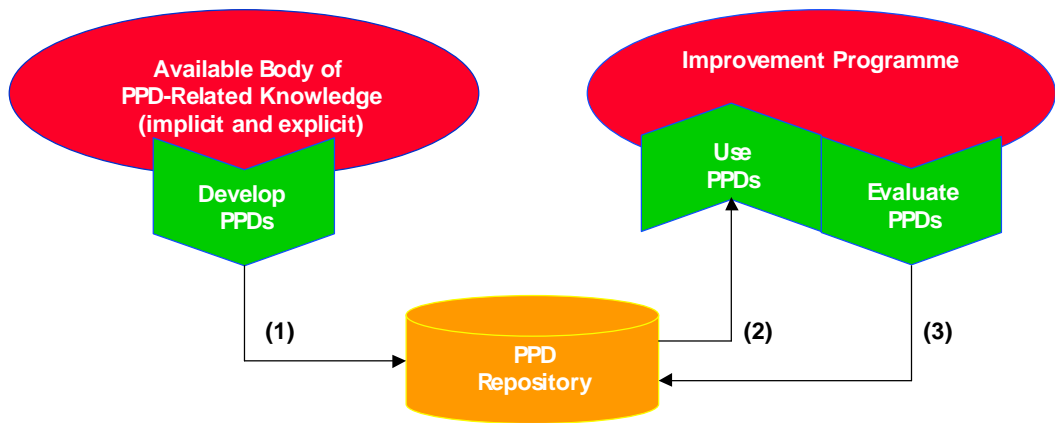 Available Body of
PPD-Related Knowledge
(implicit and explicit)
Develop
PPDs
Improvement Programme
Use
PPDs
Evaluate
PPDs
(1)
(2)
(3)
PPD
Repository